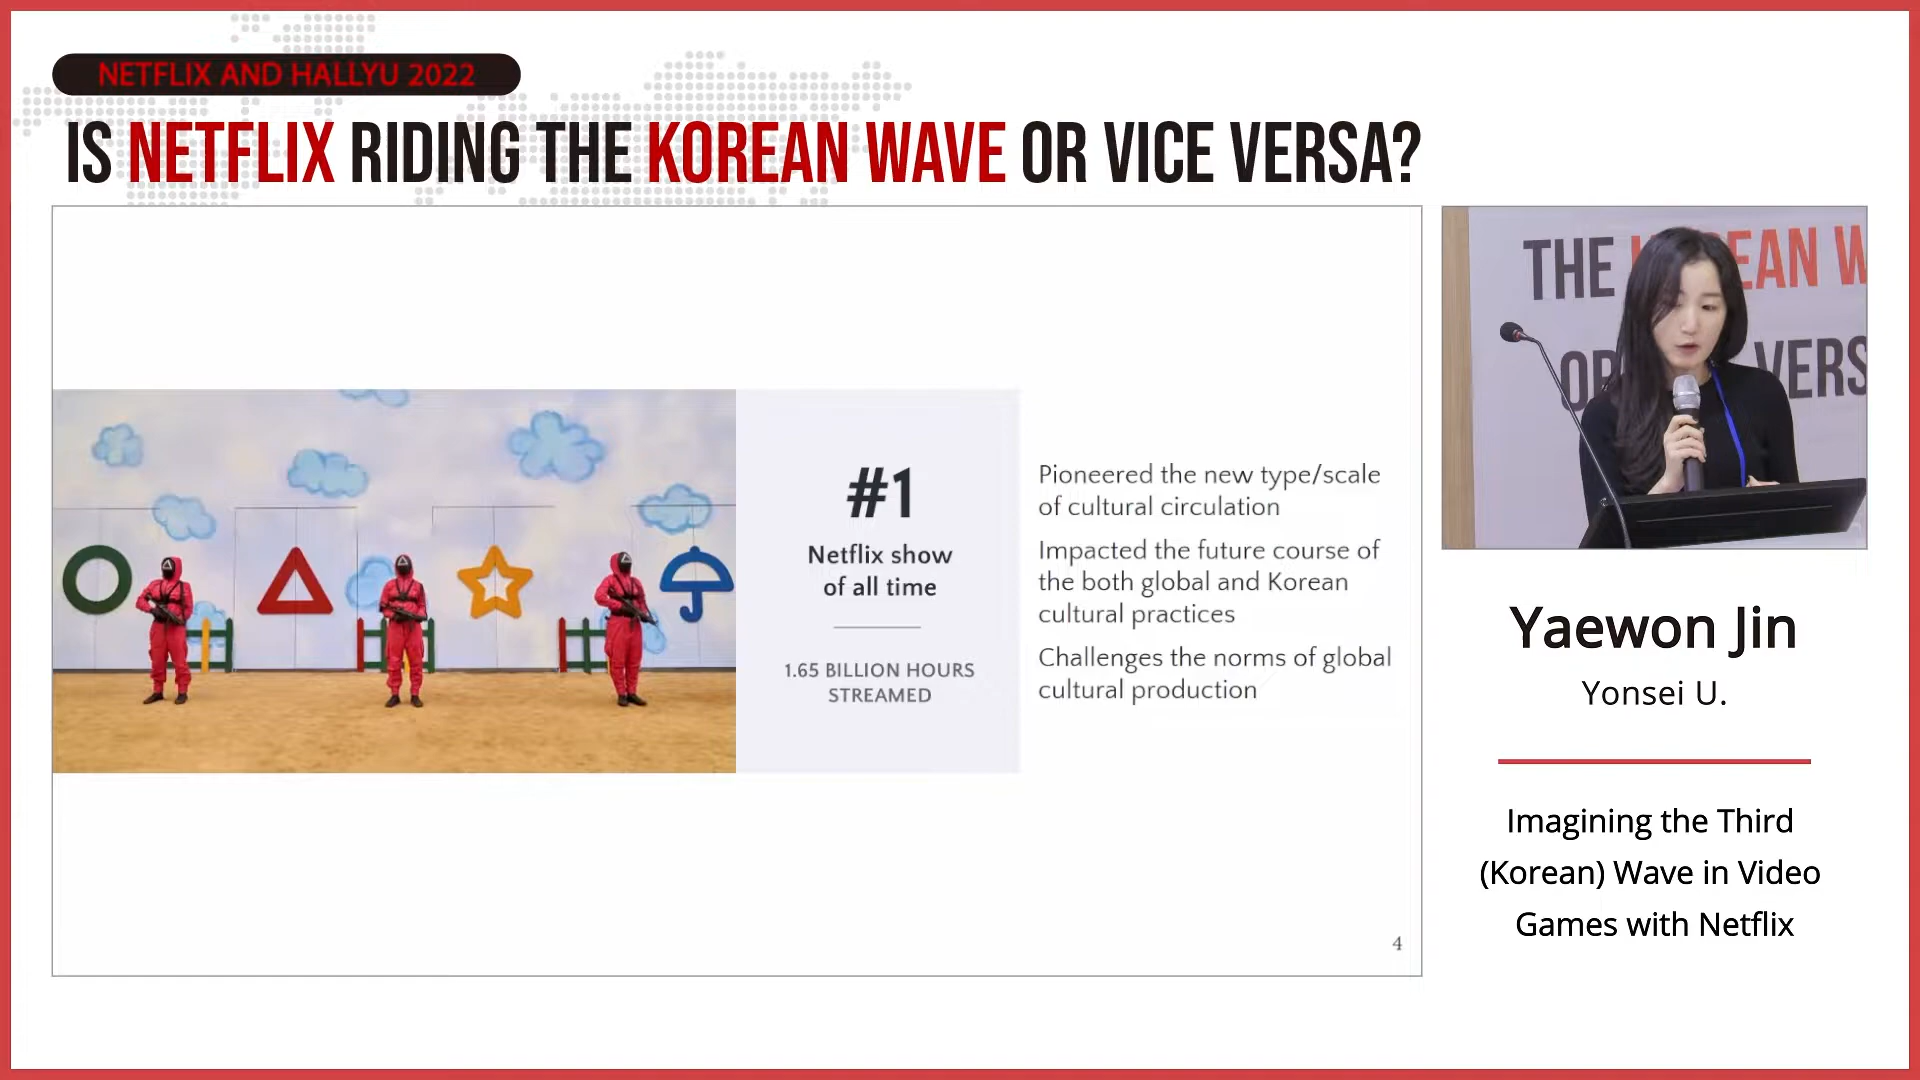 NETFLIX AND HALLYU 2022
IS NETFLIX RIDING THE KOREAN WAVE OR VICE VERSA?
#1
Netflix show
of all time
1.65 BILLION HOURS
STREAMED
Pioneered the new type/scale
of cultural circulation
Impacted the future course of
the both global and Korean
cultural practices
Challenges the norms of global
cultural production
4
THE
Yaewon Jin
Yonsei U.
Imagining the Third
(Korean) Wave in Video
Games with Netflix